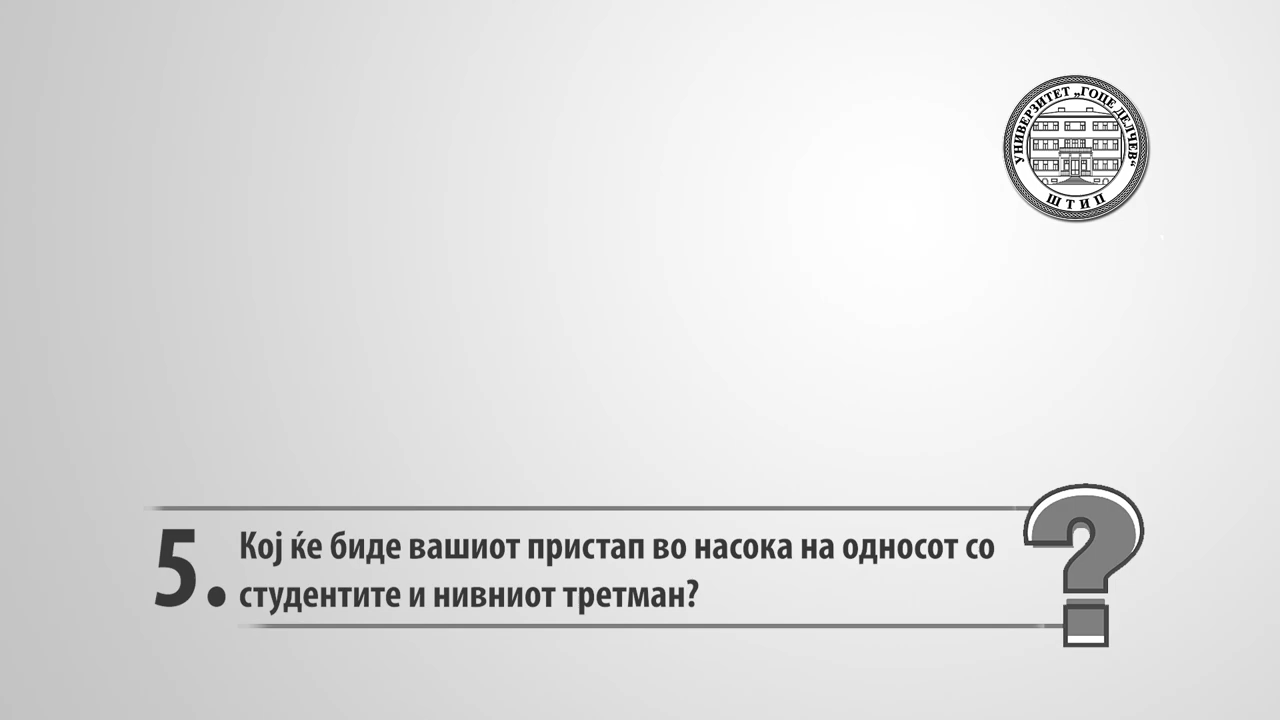 УНИВЕРЗИТЕТ „ГОЦЕ ДЕЛЧЕВ“
ШТИП
5. Кој ќе биде вашиот пристап во насока на односот со
студентите и нивниот третман?
?